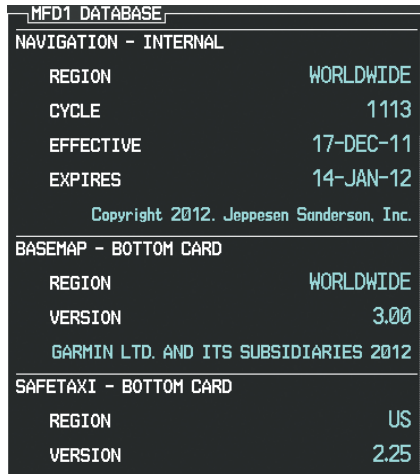 MFD1 DATABASE
NAVIGATION - INTERNAL
REGION WORLDWIDE
CYCLE 1113
EFFECTIVE 17-DEC-11
EXPIRES 14-JAN-12
Copyright 2012. Jeppesen Sanderson, Inc.
BASEMAP - BOTTOM CARD
REGION WORLDWIDE
VERSION 3.00
GARMIN LTD. AND ITS SUBSIDIARIES 2012
SAFETAXI - BOTTOM CARD
REGION US
VERSION 2.25